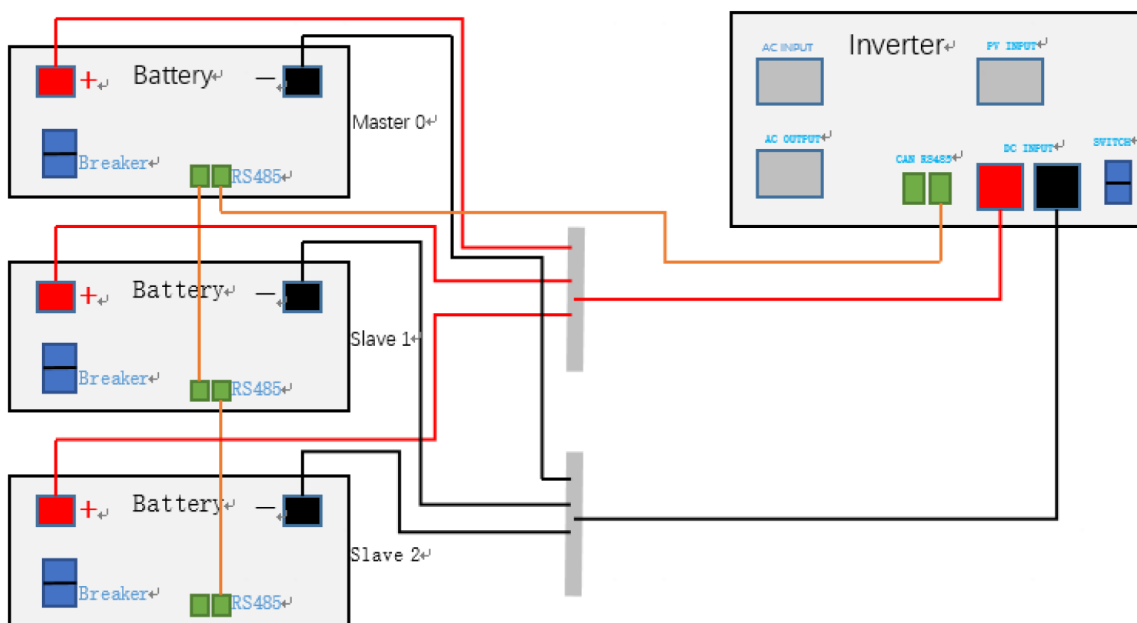 Battery
+
—
Master 0
Breaker
RS485
Inverter
AC INPUT
PV INPUT
AC OUTPUT
CAN RS485
DC INPUT
SWITCH
Battery
+
—
Slave 1
Breaker
RS485
Battery
+
—
Slave 2
Breaker
RS485